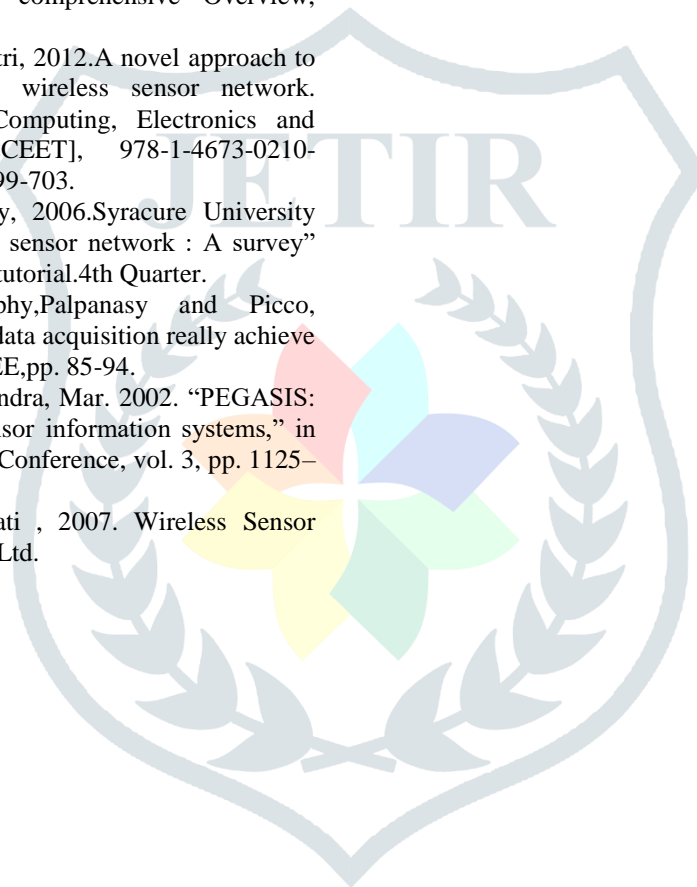 comprehensive Overview,
tri, 2012.A novel approach to
wireless sensor network.
Computing, Electronics and
CEET], 978-1-4673-0210-
99-703.
y, 2006.Syracure University
sensor network : A survey”
tutorial.4th Quarter.
phy,Palpanasy and Picco,
data acquisition really achieve
EE,pp. 85-94.
ndra, Mar. 2002. “PEGASIS:
nsor information systems,” in
Conference, vol. 3, pp. 1125–
ati , 2007. Wireless Sensor
Ltd.
JETIR